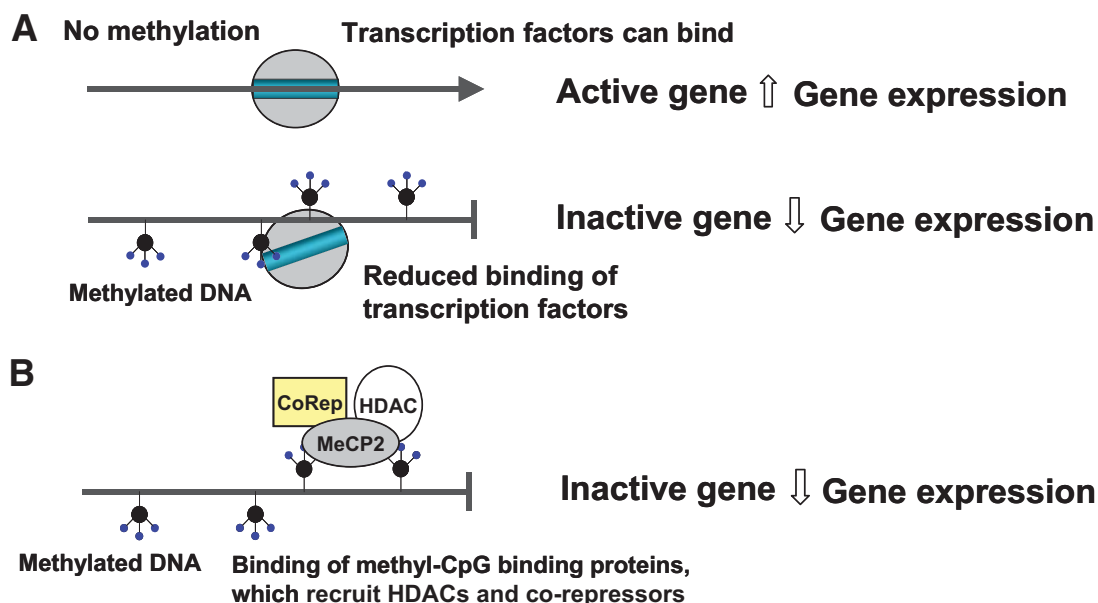 A
No methylation
Transcription factors can bind
Active gene ⇧ Gene expression
Inactive gene ⇩ Gene expression
Methylated DNA
Reduced binding of
transcription factors
B
CoRep
HDAC
MeCP2
Inactive gene ⇩ Gene expression
Methylated DNA
Binding of methyl-CpG binding proteins,
which recruit HDACs and co-repressors